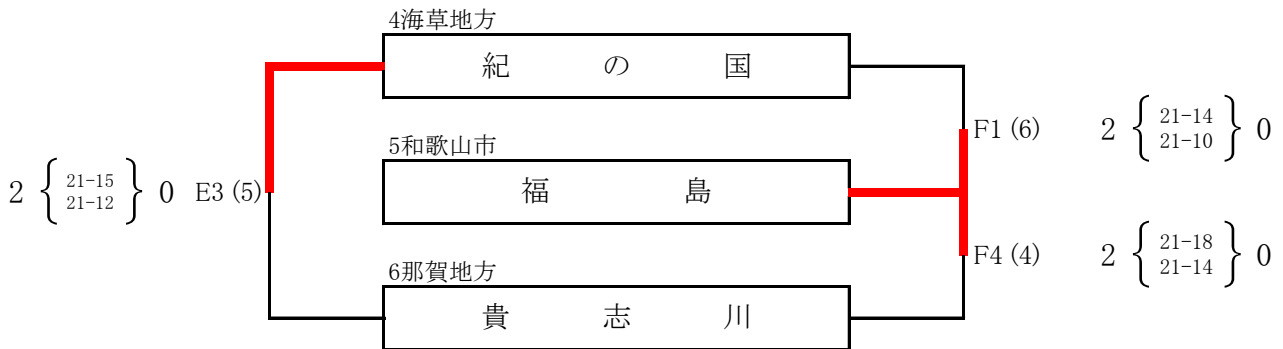 4海草地方
紀の国
F1(6) 2 { 21-14 21-10 } 0
5和歌山市
福島
2 { 21-15 21-12 } 0 E3(5)
F4(4) 2 { 21-18 21-14 } 0
6那賀地方
貴志川